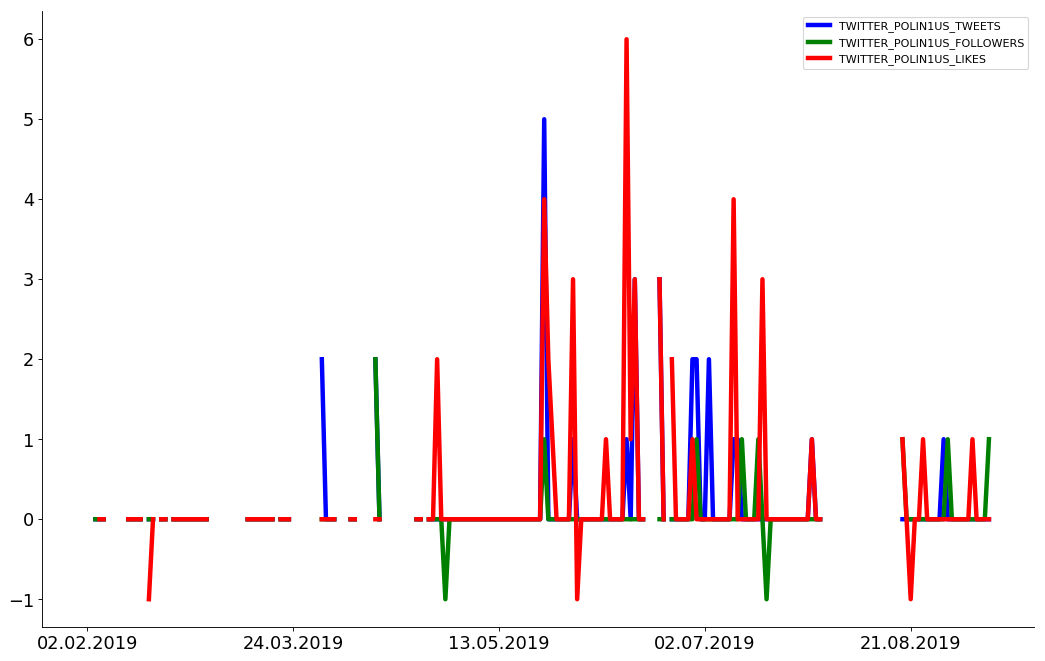 TWITTER_POLIN1US_TWEETS
TWITTER_POLIN1US_FOLLOWERS
TWITTER_POLIN1US_LIKES
6
5
4
3
2
1
0
−1
02.02.2019 24.03.2019 13.05.2019 02.07.2019 21.08.2019